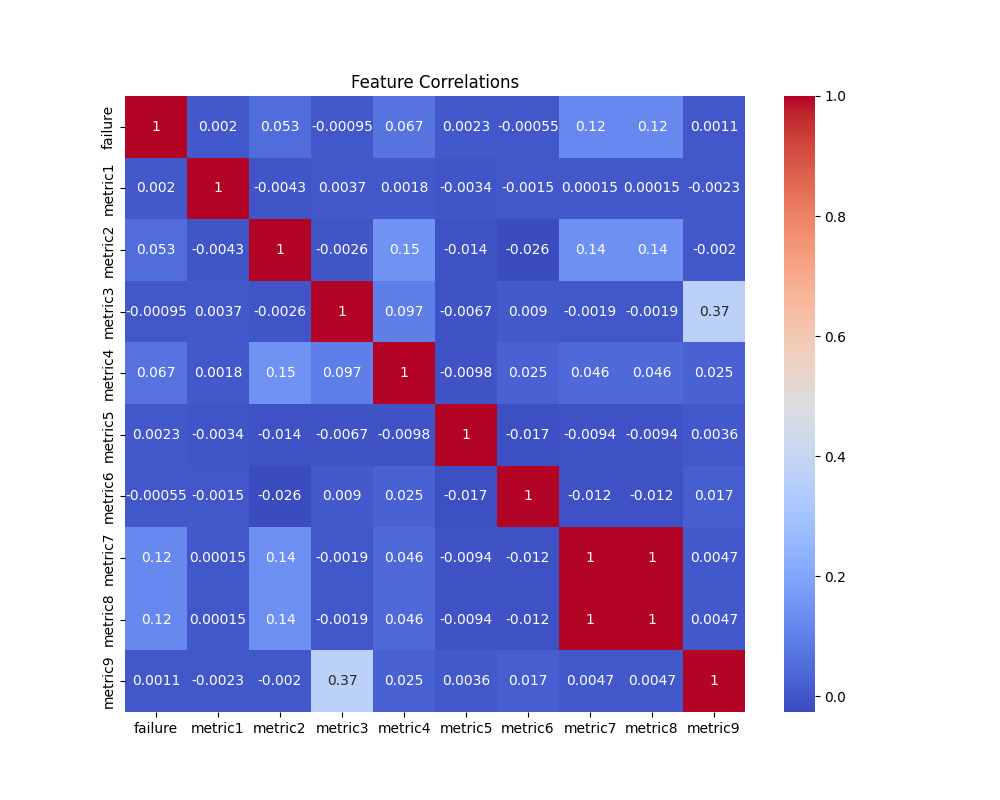 Feature Correlations
failure 1 0.002 0.053 -0.00095 0.067 0.0023 -0.00055 0.12 0.12 0.0011
metric1 0.002 1 -0.0043 0.0037 0.0018 -0.0034 -0.0015 0.00015 0.00015 -0.0023
metric2 0.053 -0.0043 1 -0.0026 0.15 -0.014 -0.026 0.14 0.14 -0.002
metric3 -0.00095 0.0037 -0.0026 1 0.097 -0.0067 0.009 -0.0019 -0.0019 0.37
metric4 0.067 0.0018 0.15 0.097 1 -0.0098 0.025 0.046 0.046 0.025
metric5 0.0023 -0.0034 -0.014 -0.0067 -0.0098 1 -0.017 -0.0094 -0.0094 0.0036
metric6 -0.00055 -0.0015 -0.026 0.009 0.025 -0.017 1 -0.012 -0.012 0.017
metric7 0.12 0.00015 0.14 -0.0019 0.046 -0.0094 -0.012 1 1 0.0047
metric8 0.12 0.00015 0.14 -0.0019 0.046 -0.0094 -0.012 1 1 0.0047
metric9 0.0011 -0.0023 -0.002 0.37 0.025 0.0036 0.017 0.0047 0.0047 1
failure metric1 metric2 metric3 metric4 metric5 metric6 metric7 metric8 metric9
1.0
0.8
0.6
0.4
0.2
0.0